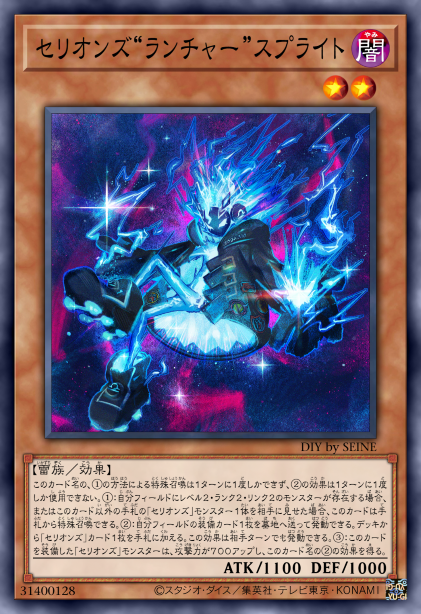 セリオンズ“ランチャー”スプライト
闇
DIY by SEINE
【雷族／効果】
このカード名の、①の方法による特殊召喚は1ターンに1度しかできず、②の効果は1ターンに1度
しか使用できない。①：自分フィールドにレベル2・ランク2・リンク2のモンスターが存在する場合、
またはこのカード以外の手札の「セリオンズ」モンスター1体を相手に見せた場合、このカードは手
札から特殊召喚できる。②：自分フィールドの装備カード1枚を墓地へ送って発動できる。デッキか
ら「セリオンズ」カード1枚を手札に加える。この効果は相手ターンでも発動できる。③：このカード
を装備した「セリオンズ」モンスターは、攻撃力が700アップし、このカード名の②の効果を得る。
ATK/1100 DEF/1000
31400128
©スタジオ・ダイス／集英社・テレビ東京・KONAMI